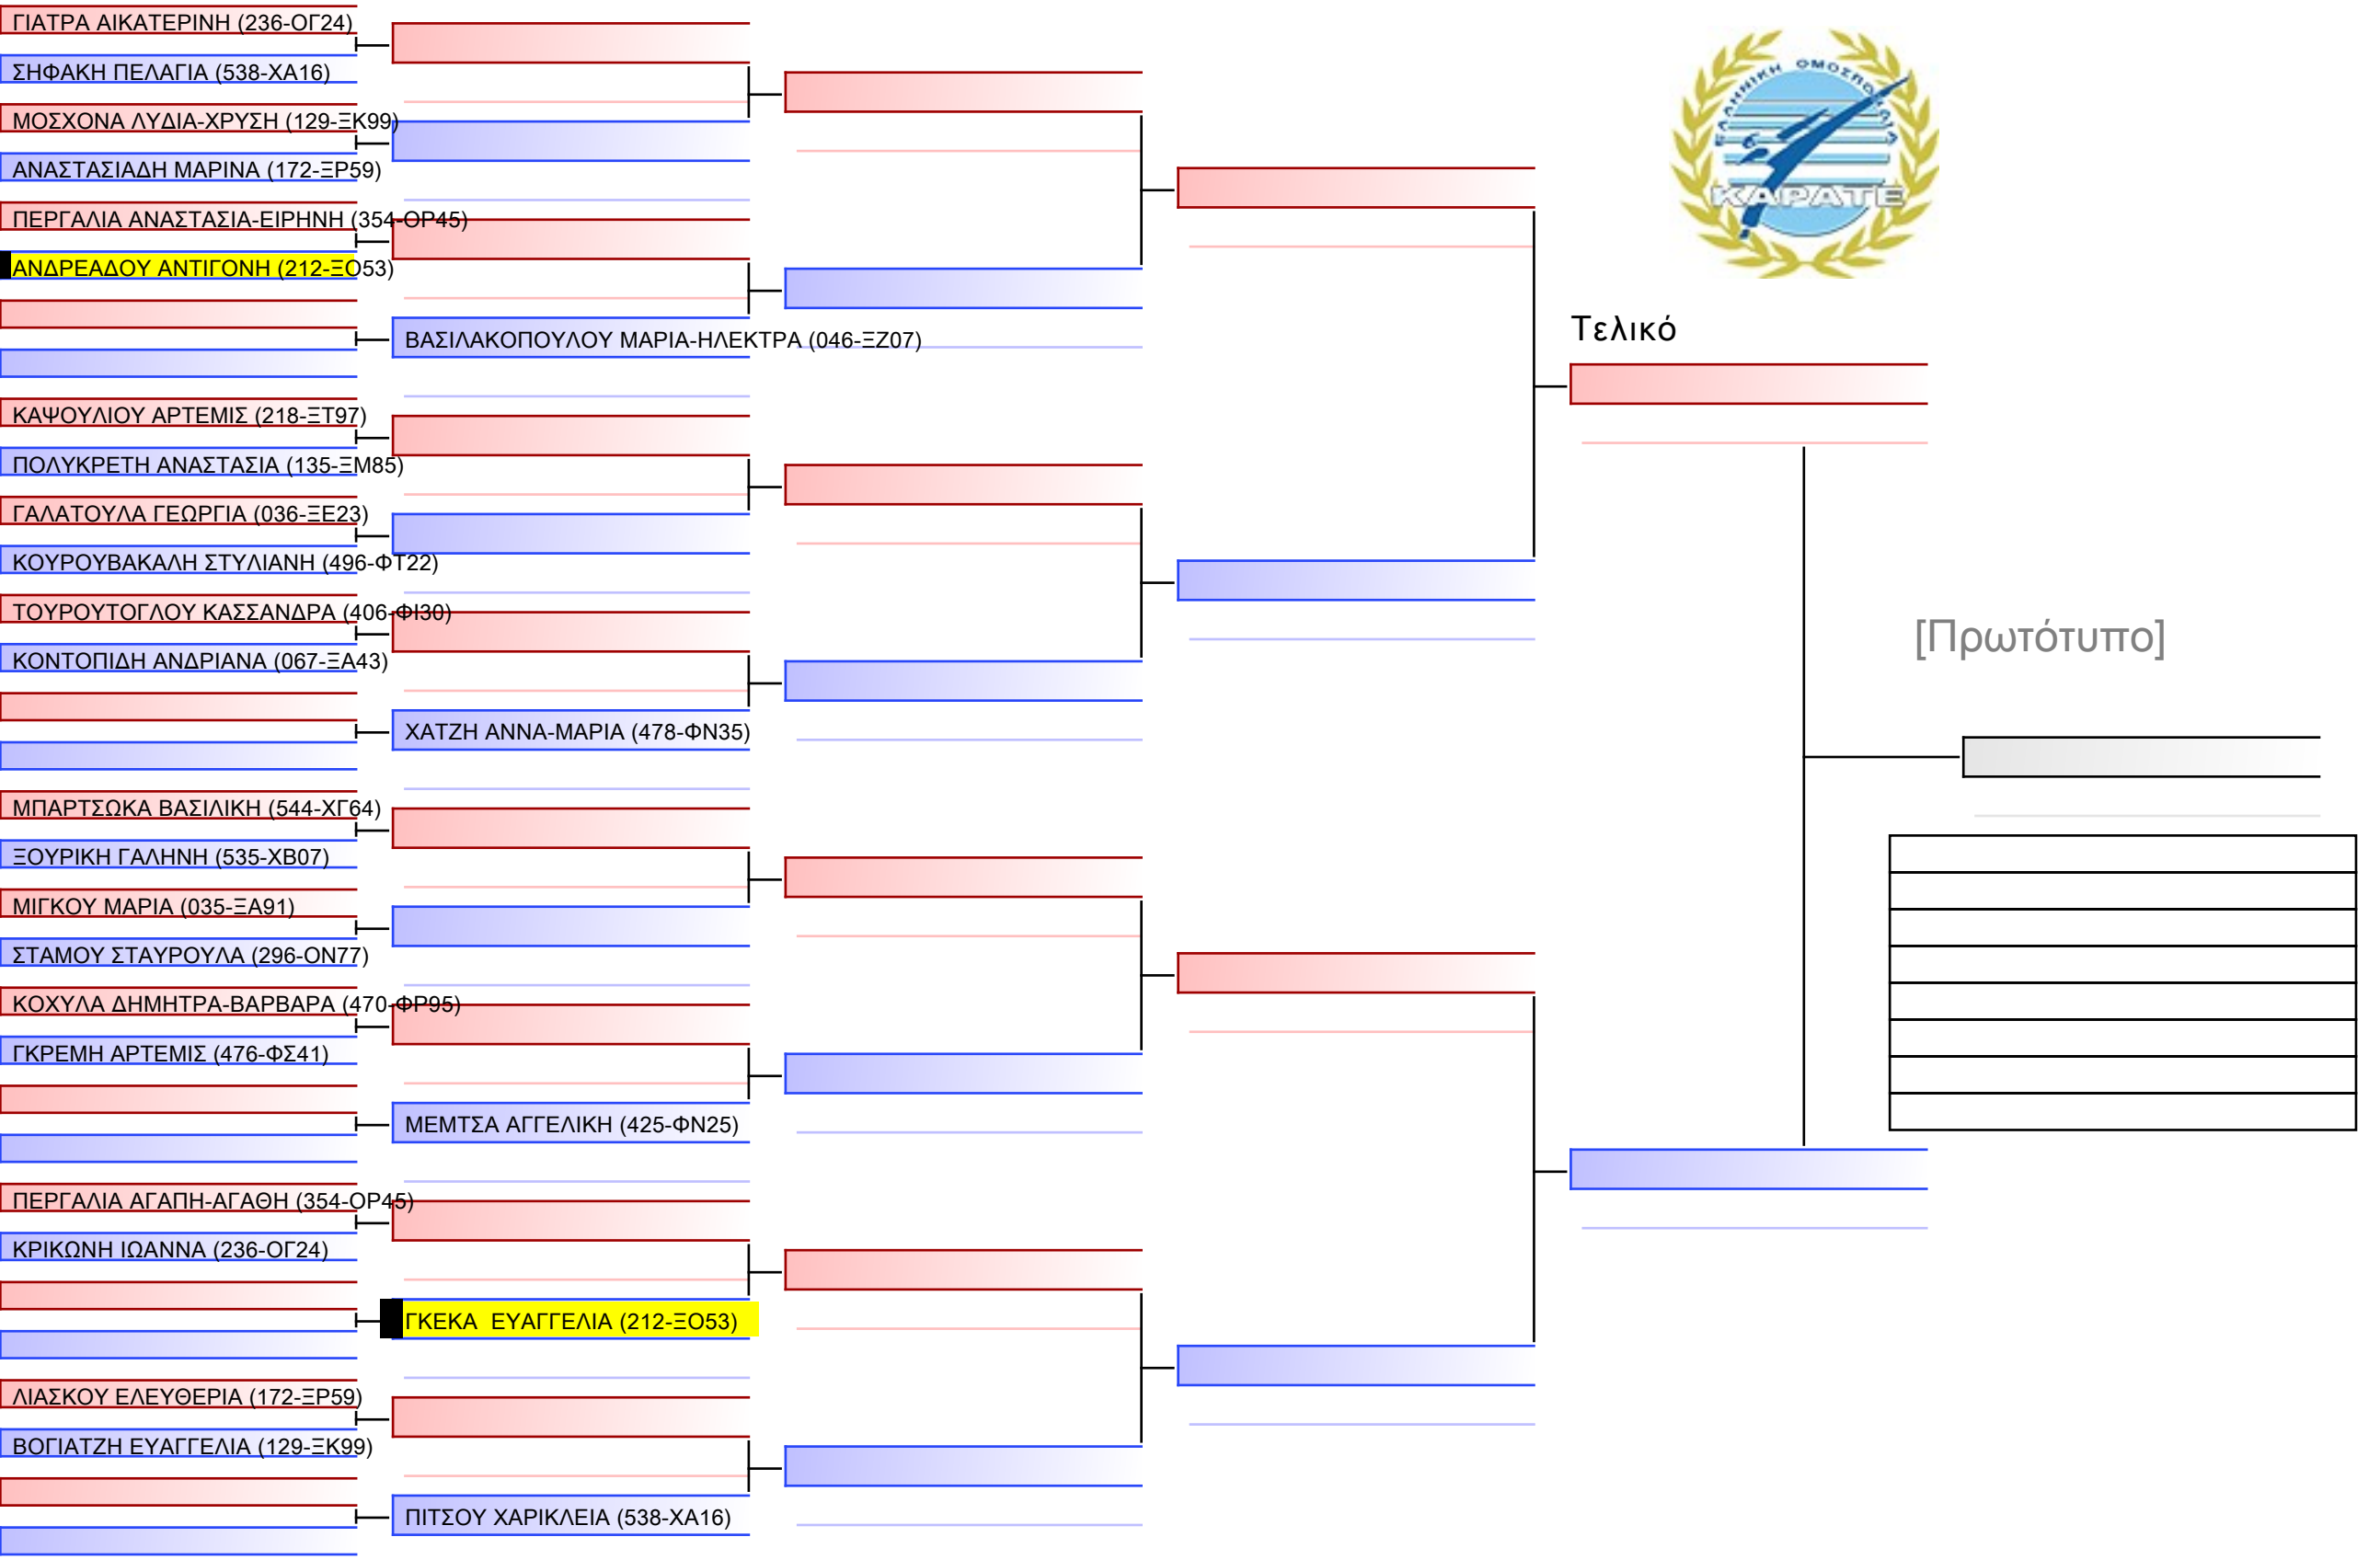 ΓΙΑΤΡΑ ΑΙΚΑΤΕΡΙΝΗ (236-ΟΓ24)
ΣΗΦΑΚΗ ΠΕΛΑΓΙΑ (538-ΧΑ16)
ΜΟΣΧΟΝΑ ΛΥΔΙΑ-ΧΡΥΣΗ (129-ΞΚ99)
ΑΝΑΣΤΑΣΙΑΔΗ ΜΑΡΙΝΑ (172-ΞΡ59)
ΠΕΡΓΑΛΙΑ ΑΝΑΣΤΑΣΙΑ-ΕΙΡΗΝΗ (354-ΟΡ45)
ΑΝΔΡΕΑΔΟΥ ΑΝΤΙΓΟΝΗ (212-ΞΟ53)
ΒΑΣΙΛΑΚΟΠΟΥΛΟΥ ΜΑΡΙΑ-ΗΛΕΚΤΡΑ (046-ΞΖ07)
ΚΑΨΟΥΛΙΟΥ ΑΡΤΕΜΙΣ (218-ΞΤ97)
ΠΟΛΥΚΡΕΤΗ ΑΝΑΣΤΑΣΙΑ (135-ΞΜ85)
ΓΑΛΑΤΟΥΛΑ ΓΕΩΡΓΙΑ (036-ΞΕ23)
ΚΟΥΡΟΥΒΑΚΑΛΗ ΣΤΥΛΙΑΝΗ (496-ΦΤ22)
ΤΟΥΡΟΥΤΟΓΛΟΥ ΚΑΣΣΑΝΔΡΑ (406-ΦΙ30)
ΚΟΝΤΟΠΙΔΗ ΑΝΔΡΙΑΝΑ (067-ΞΑ43)
ΧΑΤΖΗ ΑΝΝΑ-ΜΑΡΙΑ (478-ΦΝ35)
ΜΠΑΡΤΣΩΚΑ ΒΑΣΙΛΙΚΗ (544-ΧΓ64)
ΞΟΥΡΙΚΗ ΓΑΛΗΝΗ (535-ΧΒ07)
ΜΙΓΚΟΥ ΜΑΡΙΑ (035-ΞΑ91)
ΣΤΑΜΟΥ ΣΤΑΥΡΟΥΛΑ (296-ΟΝ77)
ΚΟΧΥΛΑ ΔΗΜΗΤΡΑ-ΒΑΡΒΑΡΑ (470-ΦΡ95)
ΓΚΡΕΜΗ ΑΡΤΕΜΙΣ (476-ΦΣ41)
ΜΕΜΤΣΑ ΑΓΓΕΛΙΚΗ (425-ΦΝ25)
ΠΕΡΓΑΛΙΑ ΑΓΑΠΗ-ΑΓΑΘΗ (354-ΟΡ45)
ΚΡΙΚΩΝΗ ΙΩΑΝΝΑ (236-ΟΓ24)
ΓΚΕΚΑ ΕΥΑΓΓΕΛΙΑ (212-ΞΟ53)
ΛΙΑΣΚΟΥ ΕΛΕΥΘΕΡΙΑ (172-ΞΡ59)
ΒΟΓΙΑΤΖΗ ΕΥΑΓΓΕΛΙΑ (129-ΞΚ99)
ΠΙΤΣΟΥ ΧΑΡΙΚΛΕΙΑ (538-ΧΑ16)
ΕΛΛΗΝΙΚΗ ΟΜΟΣΠΟΝΔΙΑ
ΚΑΡΑΤΕ
Τελικό
[Πρωτότυπο]